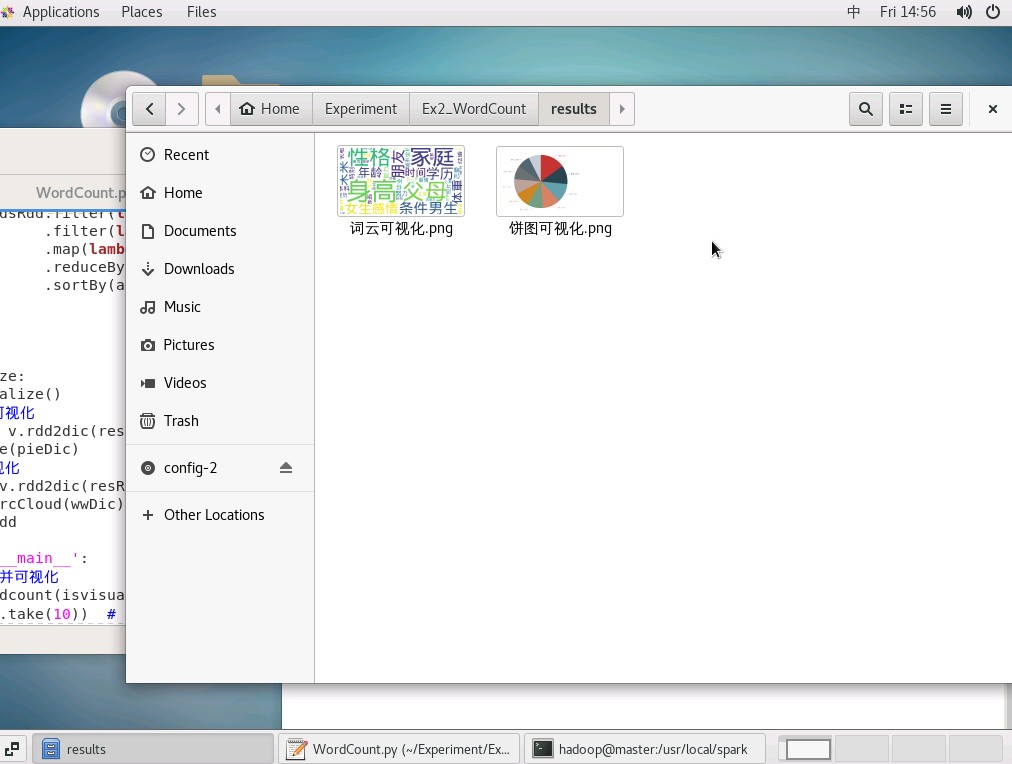 Applications Places Files 中 Fri 14:56
Home Experiment Ex2_WordCount results
WordCount.p
Recent
Home
Documents
Downloads
Music
Pictures
Videos
Trash
config-2
Other Locations
性格 朋友 家庭
年龄 时间 学历
身高 父母 体重
女生 感情 条件 男生
词云可视化.png 饼图可视化.png
dsRdd.filter(l
.filter(l
.map(lamb
.reduceBy
.sortBy(a
ze:
alize()
可视化
v.rdd2dic(res
e(pieDic)
视化
v.rdd2dic(resR
rcCloud(wwDic)
dd
__main__':
并可视化
dcount(isvisua
.take(10)) #
results WordCount.py (~/Experiment/Ex... hadoop@master:/usr/local/spark